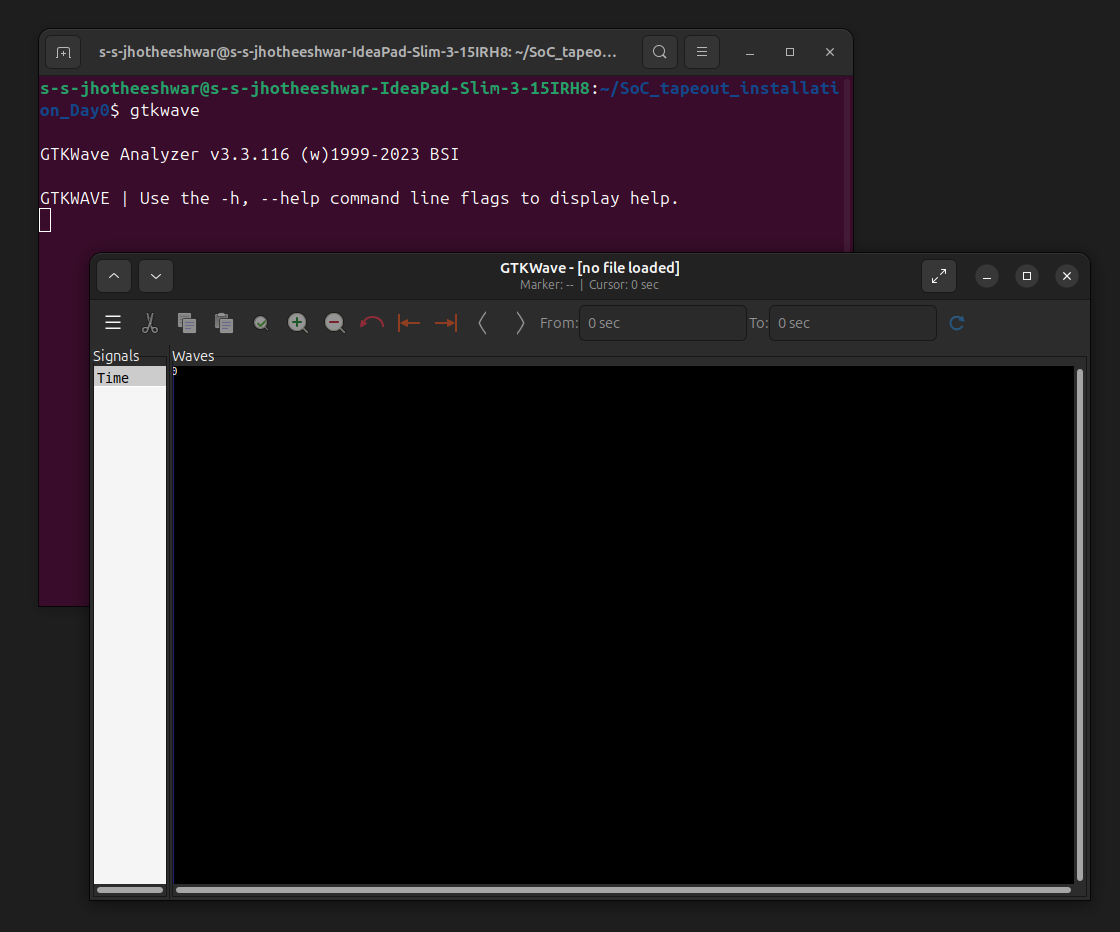 s-s-jhotheeshwar@s-s-jhotheeshwar-IdeaPad-Slim-3-15IRH8: ~/SoC_tapeo...
s-s-jhotheeshwar@s-s-jhotheeshwar-IdeaPad-Slim-3-15IRH8:~/SoC_tapeout_installati
on_Day0$ gtkwave
GTKWave Analyzer v3.3.116 (w)1999-2023 BSI
GTKWAVE | Use the -h, --help command line flags to display help.
GTKWave - [no file loaded]
Marker: -- | Cursor: 0 sec
From: 0 sec To: 0 sec
Signals Waves
Time 0